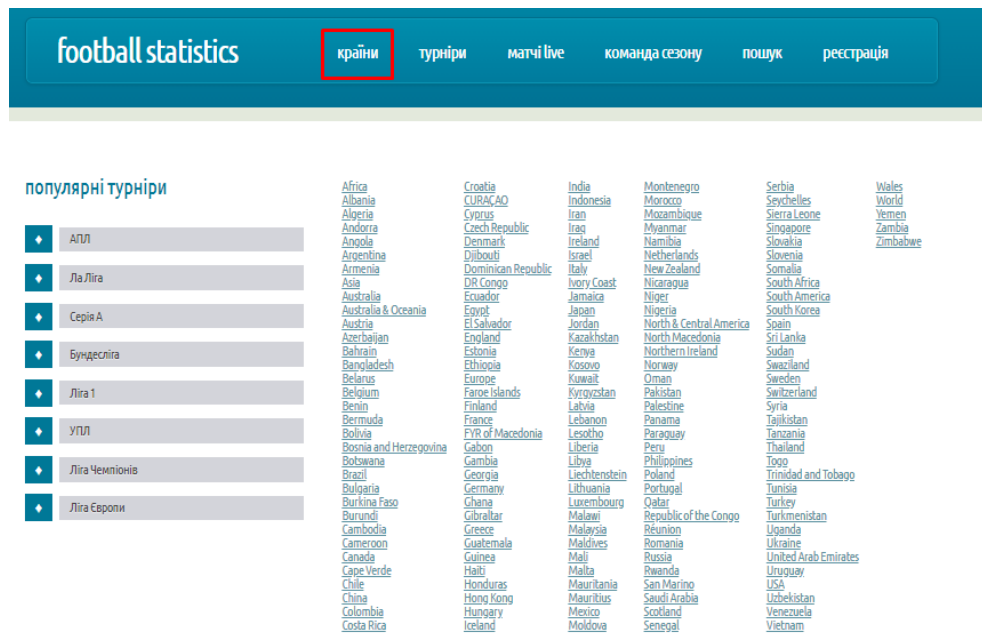 football statistics
країни
турніри
матчі live
команда сезону
пошук
реєстрація
популярні турніри
АПЛ
Ла Ліга
Серія А
Бундесліга
Ліга 1
УПЛ
Ліга Чемпіонів
Ліга Європи
Africa
Albania
Algeria
Andorra
Angola
Argentina
Armenia
Asia
Australia
Australia & Oceania
Austria
Azerbaijan
Bahrain
Bangladesh
Belarus
Belgium
Benin
Bermuda
Bolivia
Bosnia and Herzegovina
Botswana
Brazil
Bulgaria
Burkina Faso
Burundi
Cambodia
Cameroon
Canada
Cape Verde
Chile
China
Colombia
Costa Rica
Croatia
CURAÇAO
Cyprus
Czech Republic
Denmark
Djibouti
Dominican Republic
DR Congo
Ecuador
Egypt
El Salvador
England
Estonia
Ethiopia
Europe
Faroe Islands
Finland
France
FYR of Macedonia
Gabon
Gambia
Georgia
Germany
Ghana
Gibraltar
Greece
Guatemala
Guinea
Haiti
Honduras
Hong Kong
Hungary
Iceland
India
Indonesia
Iran
Iraq
Ireland
Israel
Italy
Ivory Coast
Jamaica
Japan
Jordan
Kazakhstan
Kenya
Kosovo
Kuwait
Kyrgyzstan
Latvia
Lebanon
Lesotho
Liberia
Libya
Liechtenstein
Lithuania
Luxembourg
Malawi
Malaysia
Maldives
Mali
Malta
Mauritania
Mauritius
Mexico
Moldova
Montenegro
Morocco
Mozambique
Myanmar
Namibia
Netherlands
New Zealand
Nicaragua
Niger
Nigeria
North & Central America
North Macedonia
Northern Ireland
Norway
Oman
Pakistan
Palestine
Panama
Paraguay
Peru
Philippines
Poland
Portugal
Qatar
Republic of the Congo
Réunion
Romania
Russia
Rwanda
San Marino
Saudi Arabia
Scotland
Senegal
Serbia
Seychelles
Sierra Leone
Singapore
Slovakia
Slovenia
Somalia
South Africa
South America
South Korea
Spain
Sri Lanka
Sudan
Swaziland
Sweden
Switzerland
Syria
Tajikistan
Tanzania
Thailand
Togo
Trinidad and Tobago
Tunisia
Turkey
Turkmenistan
Uganda
Ukraine
United Arab Emirates
Uruguay
USA
Uzbekistan
Venezuela
Vietnam
Wales
World
Yemen
Zambia
Zimbabwe